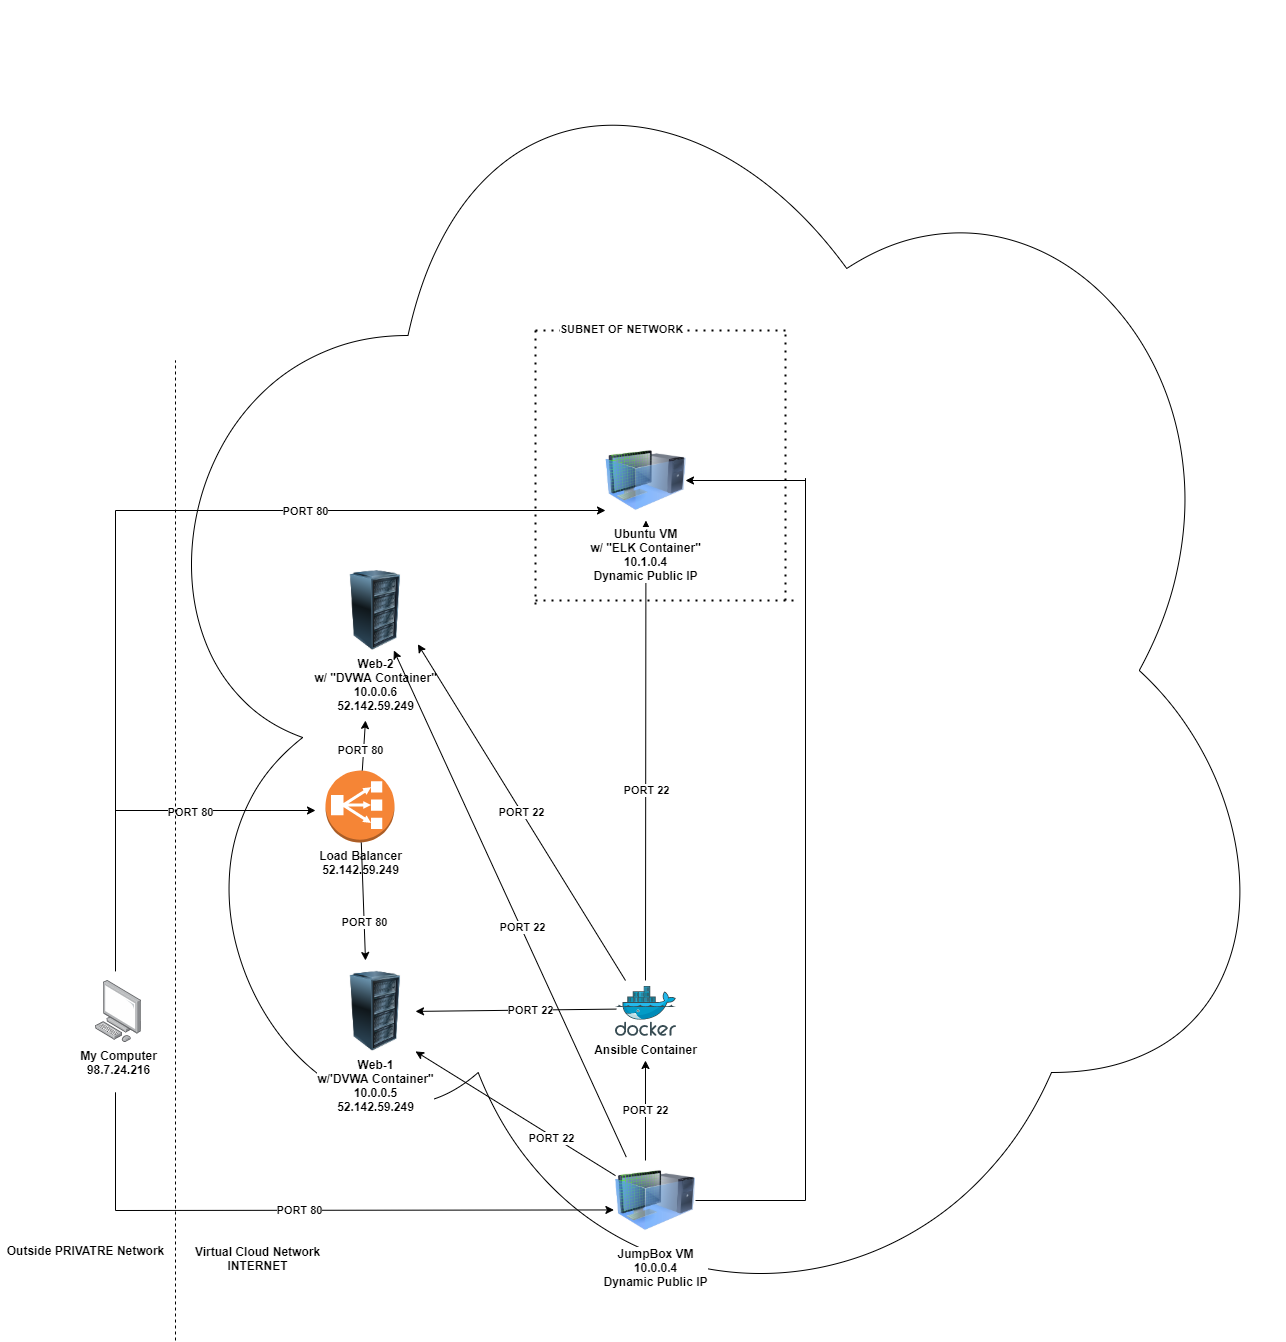 SUBNET OF NETWORK
PORT 80
Ubuntu VM
w/ "ELK Container"
10.1.0.4
Dynamic Public IP
Web-2
w/ "DVWA Container"
10.0.0.6
52.142.59.249
PORT 80
PORT 22
PORT 80
PORT 22
Load Balancer
52.142.59.249
PORT 80
PORT 22
PORT 22
docker
Ansible Container
My Computer
98.7.24.216
Web-1
w/'DVWA Container"
10.0.0.5
52.142.59.249
PORT 22
PORT 22
PORT 80
Outside PRIVATRE Network
Virtual Cloud Network
INTERNET
JumpBox VM
10.0.0.4
Dynamic Public IP